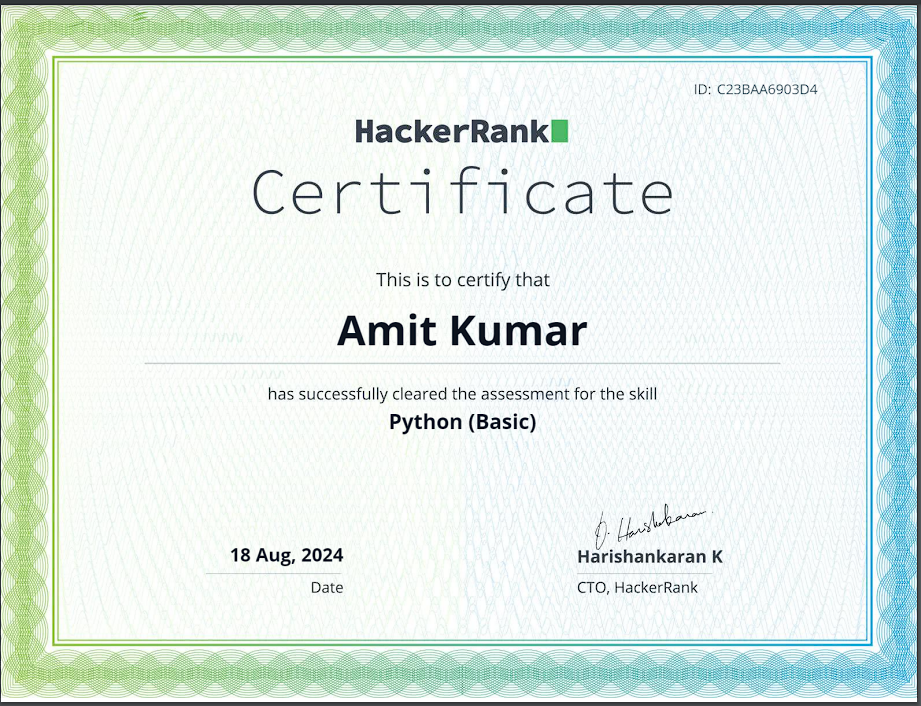 ID: C23BAA6903D4
HackerRank
Certificate
This is to certify that
Amit Kumar
has successfully cleared the assessment for the skill
Python (Basic)
18 Aug, 2024
Date
Harishankaran K
CTO, HackerRank